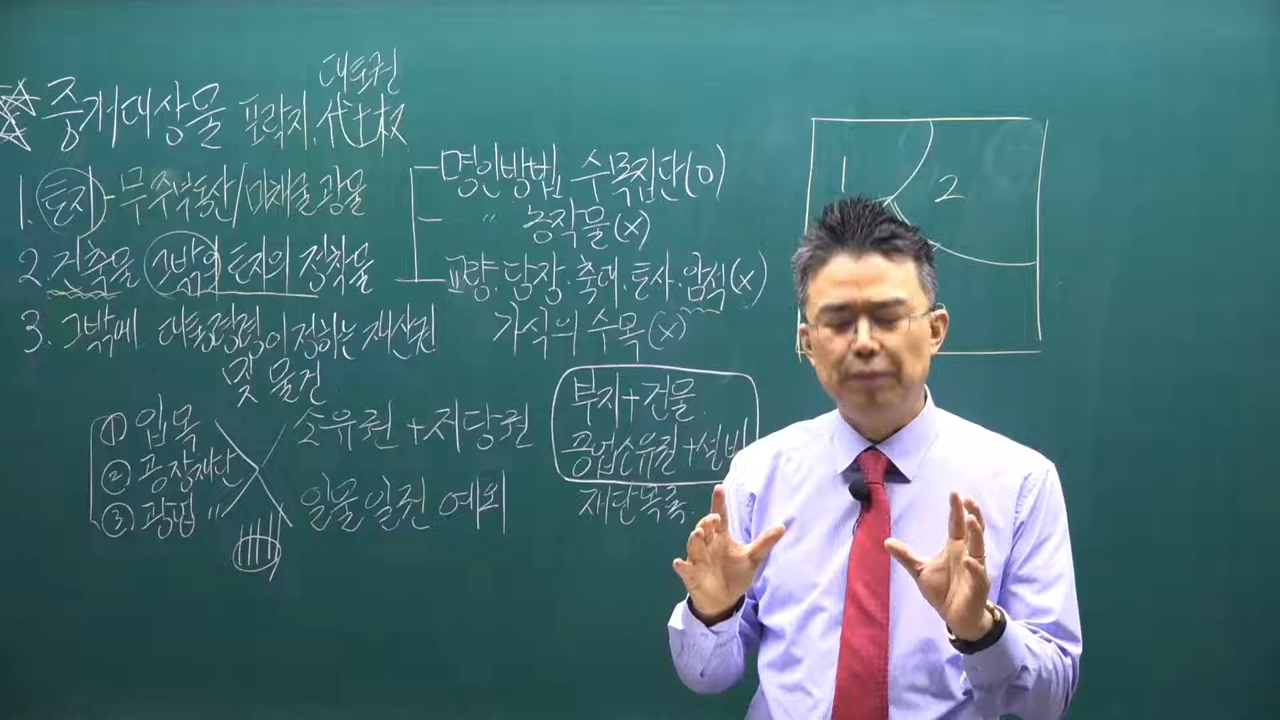 대토권
중개대상물 포락지, 代土权
1. 토지 - 무주부동산/미채굴광물
2. 건축물 그밖의 토지의 정착물
3. 그밖에 대통령령이 정하는 재산권
및 물건
① 입목
② 공장재단
③ 광업 〃
소유권 + 저당권
일물일권 예외
명인방법 수목집단(O)
〃 농작물(X)
교량·담장·축대·토사·암석(X)
가식의 수목(X)
부지+건물
광업소유권+설비
재단목록
1
2